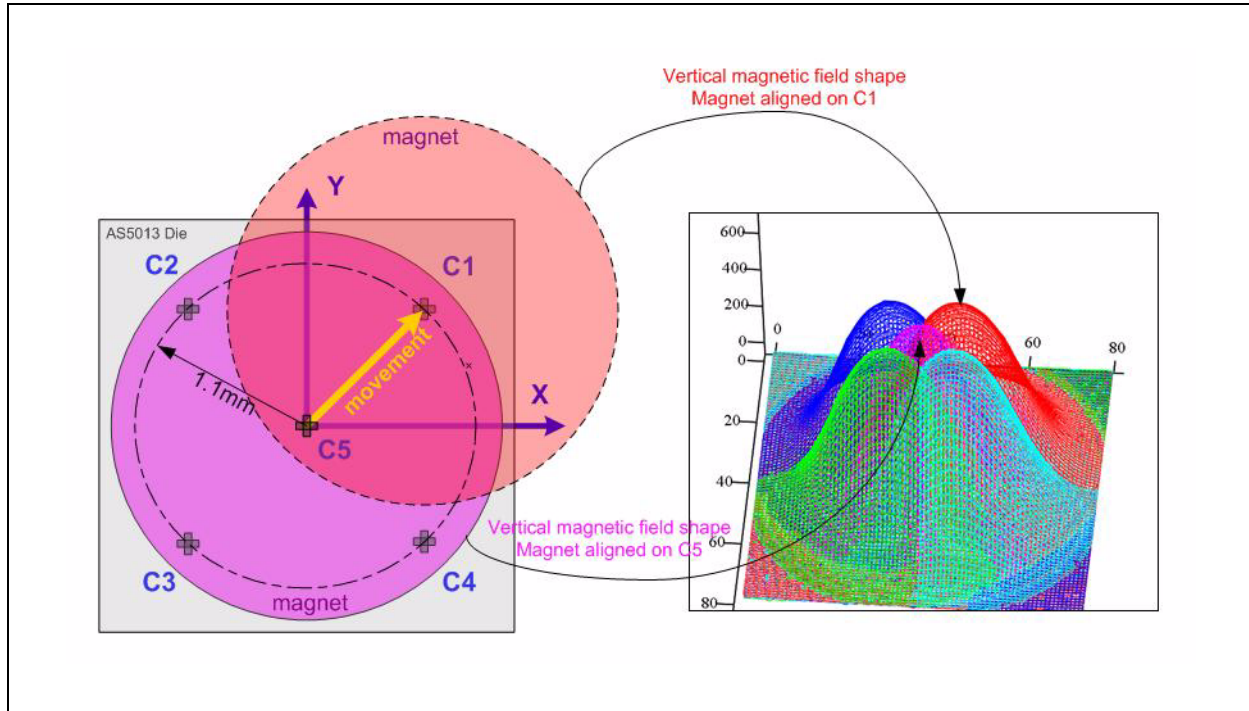 Vertical magnetic field shape
Magnet aligned on C1
magnet
Y
AS5013 Die
C2
C1
movement
1.1mm
X
C5
C3
C4
magnet
Vertical magnetic field shape
Magnet aligned on C5
600
400
200
0
0
0
60
80
20
40
60
80